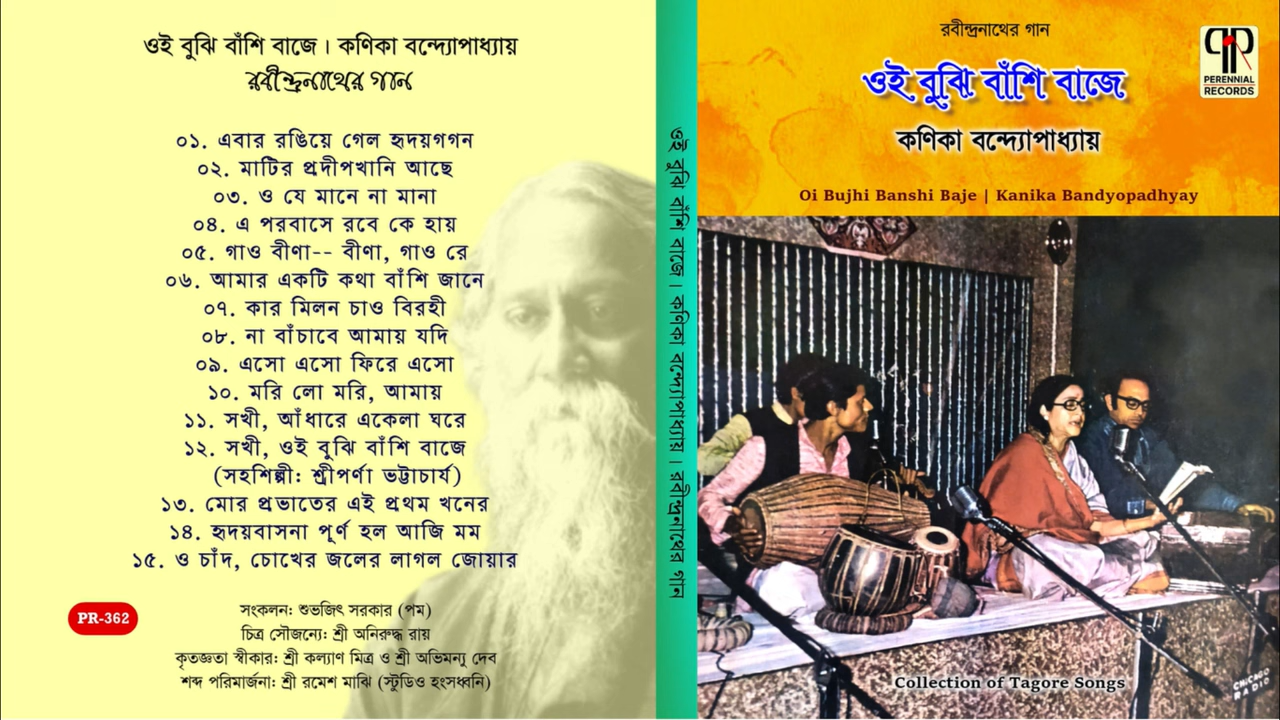 ওই বুঝি বাঁশি বাজে। কণিকা বন্দ্যোপাধ্যায়
রবীন্দ্রনাথের গান
০১. এবার রঙিয়ে গেল হৃদয়গগন
০২. মাটির প্রদীপখানি আছে
০৩. ও যে মানে না মানা
০৪. এ পরবাসে রবে কে হায়
০৫. গাও বীণা-- বীণা, গাও রে
০৬. আমার একটি কথা বাঁশি জানে
০৭. কার মিলন চাও বিরহী
০৮. না বাঁচাবে আমায় যদি
০৯. এসো এসো ফিরে এসো
১০. মরি লো মরি, আমায়
১১. সখী, আঁধারে একেলা ঘরে
১২. সখী, ওই বুঝি বাঁশি বাজে
(সহশিল্পী: শ্রীপর্ণা ভট্টাচার্য)
১৩. মোর প্রভাতের এই প্রথম খনের
১৪. হৃদয়বাসনা পূর্ণ হল আজি মম
১৫. ও চাঁদ, চোখের জলের লাগল জোয়ার
PR-362
সংকলন: শুভজিৎ সরকার (পম)
চিত্র সৌজন্যে: শ্রী অনিরুদ্ধ রায়
কৃতজ্ঞতা স্বীকার: শ্রী কল্যাণ মিত্র ও শ্রী অভিমন্যু দেব
শব্দ পরিমার্জনা: শ্রী রমেশ মাঝি (স্টুডিও হংসধ্বনি)
ওই বুঝি বাঁশি বাজে। কণিকা বন্দ্যোপাধ্যায়। রবীন্দ্রনাথের গান
রবীন্দ্রনাথের গান
ওই বুঝি বাঁশি বাজে
কণিকা বন্দ্যোপাধ্যায়
Oi Bujhi Banshi Baje | Kanika Bandyopadhyay
PERENNIAL
RECORDS
Collection of Tagore Songs
CHICAGO
RADIO